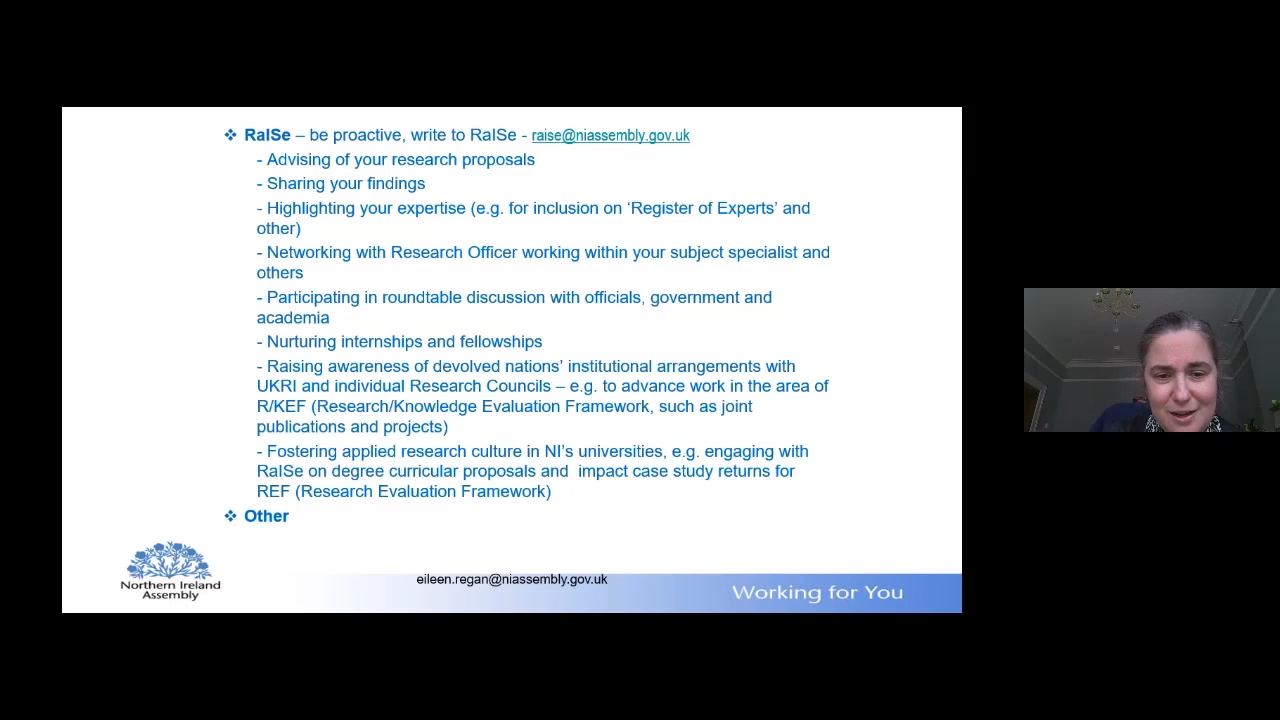 ❖ RaISe – be proactive, write to RaISe - raise@niassembly.gov.uk
- Advising of your research proposals
- Sharing your findings
- Highlighting your expertise (e.g. for inclusion on ‘Register of Experts’ and
other)
- Networking with Research Officer working within your subject specialist and
others
- Participating in roundtable discussion with officials, government and
academia
- Nurturing internships and fellowships
- Raising awareness of devolved nations’ institutional arrangements with
UKRI and individual Research Councils – e.g. to advance work in the area of
R/KEF (Research/Knowledge Evaluation Framework, such as joint
publications and projects)
- Fostering applied research culture in NI’s universities, e.g. engaging with
RaISe on degree curricular proposals and  impact case study returns for
REF (Research Evaluation Framework)
❖ Other
Northern Ireland
Assembly
eileen.regan@niassembly.gov.uk
Working for You